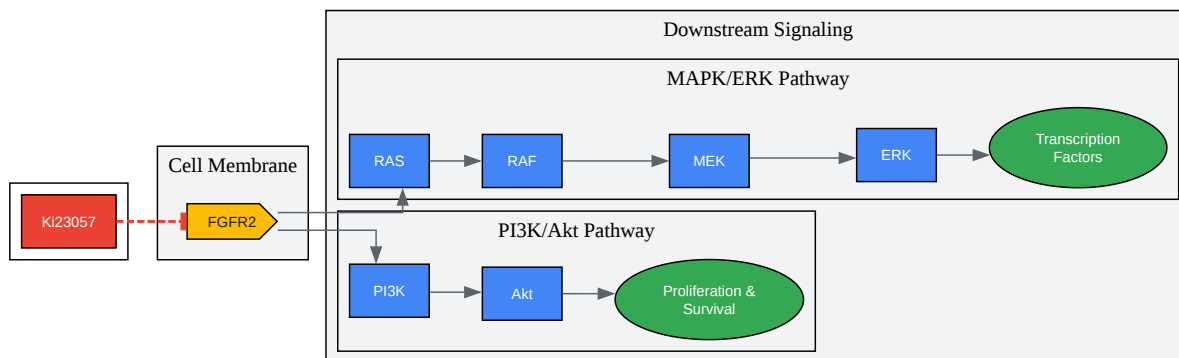 Downstream Signaling
MAPK/ERK Pathway
Transcription
Factors
RAS
RAF
MEK
ERK
Cell Membrane
Ki23057
FGFR2
PI3K/Akt Pathway
PI3K
Akt
Proliferation &
Survival